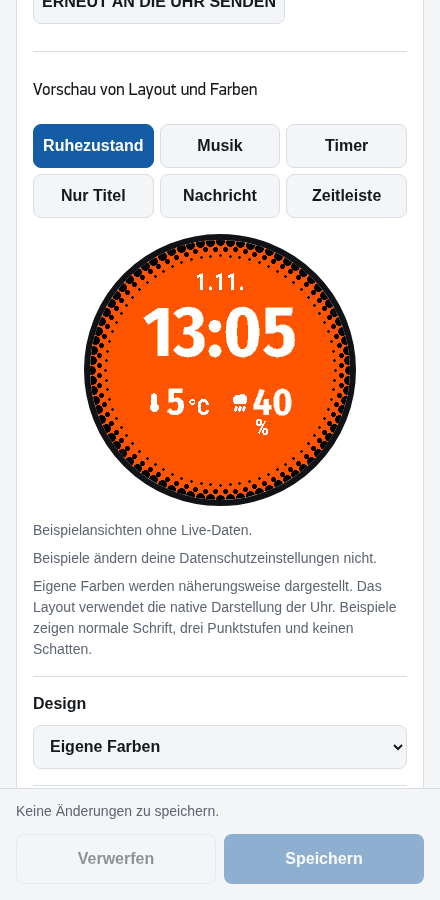 ERNEUT AN DIE UHR SENDEN
Vorschau von Layout und Farben
Ruhezustand
Musik
Timer
Nur Titel
Nachricht
Zeitleiste
1.11.
13:05
5°C
40
%
Beispielansichten ohne Live-Daten.
Beispiele ändern deine Datenschutzeinstellungen nicht.
Eigene Farben werden näherungsweise dargestellt. Das
Layout verwendet die native Darstellung der Uhr. Beispiele
zeigen normale Schrift, drei Punktstufen und keinen
Schatten.
Design
Eigene Farben
Keine Änderungen zu speichern.
Verwerfen
Speichern